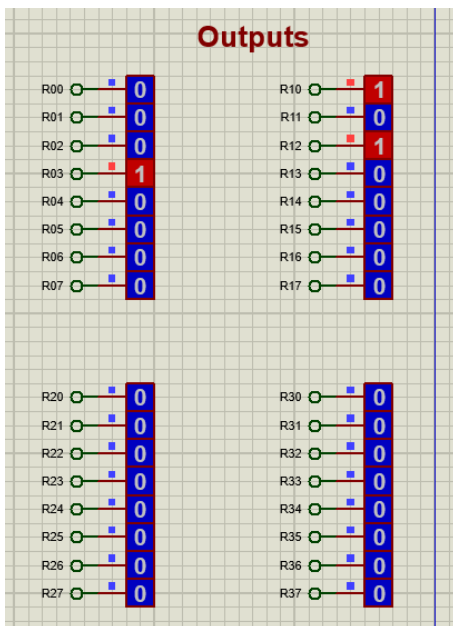 Outputs
R00 0 R10 1
R01 0 R11 0
R02 0 R12 1
R03 1 R13 0
R04 0 R14 0
R05 0 R15 0
R06 0 R16 0
R07 0 R17 0
R20 0 R30 0
R21 0 R31 0
R22 0 R32 0
R23 0 R33 0
R24 0 R34 0
R25 0 R35 0
R26 0 R36 0
R27 0 R37 0